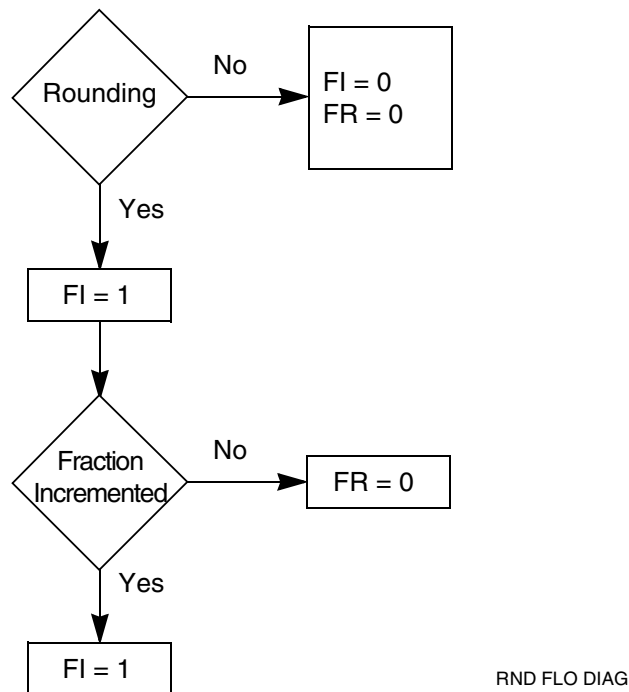 Rounding
No
FI = 0
FR = 0
Yes
FI = 1
Fraction
Incremented
No
FR = 0
Yes
FI = 1
RND FLO DIAG